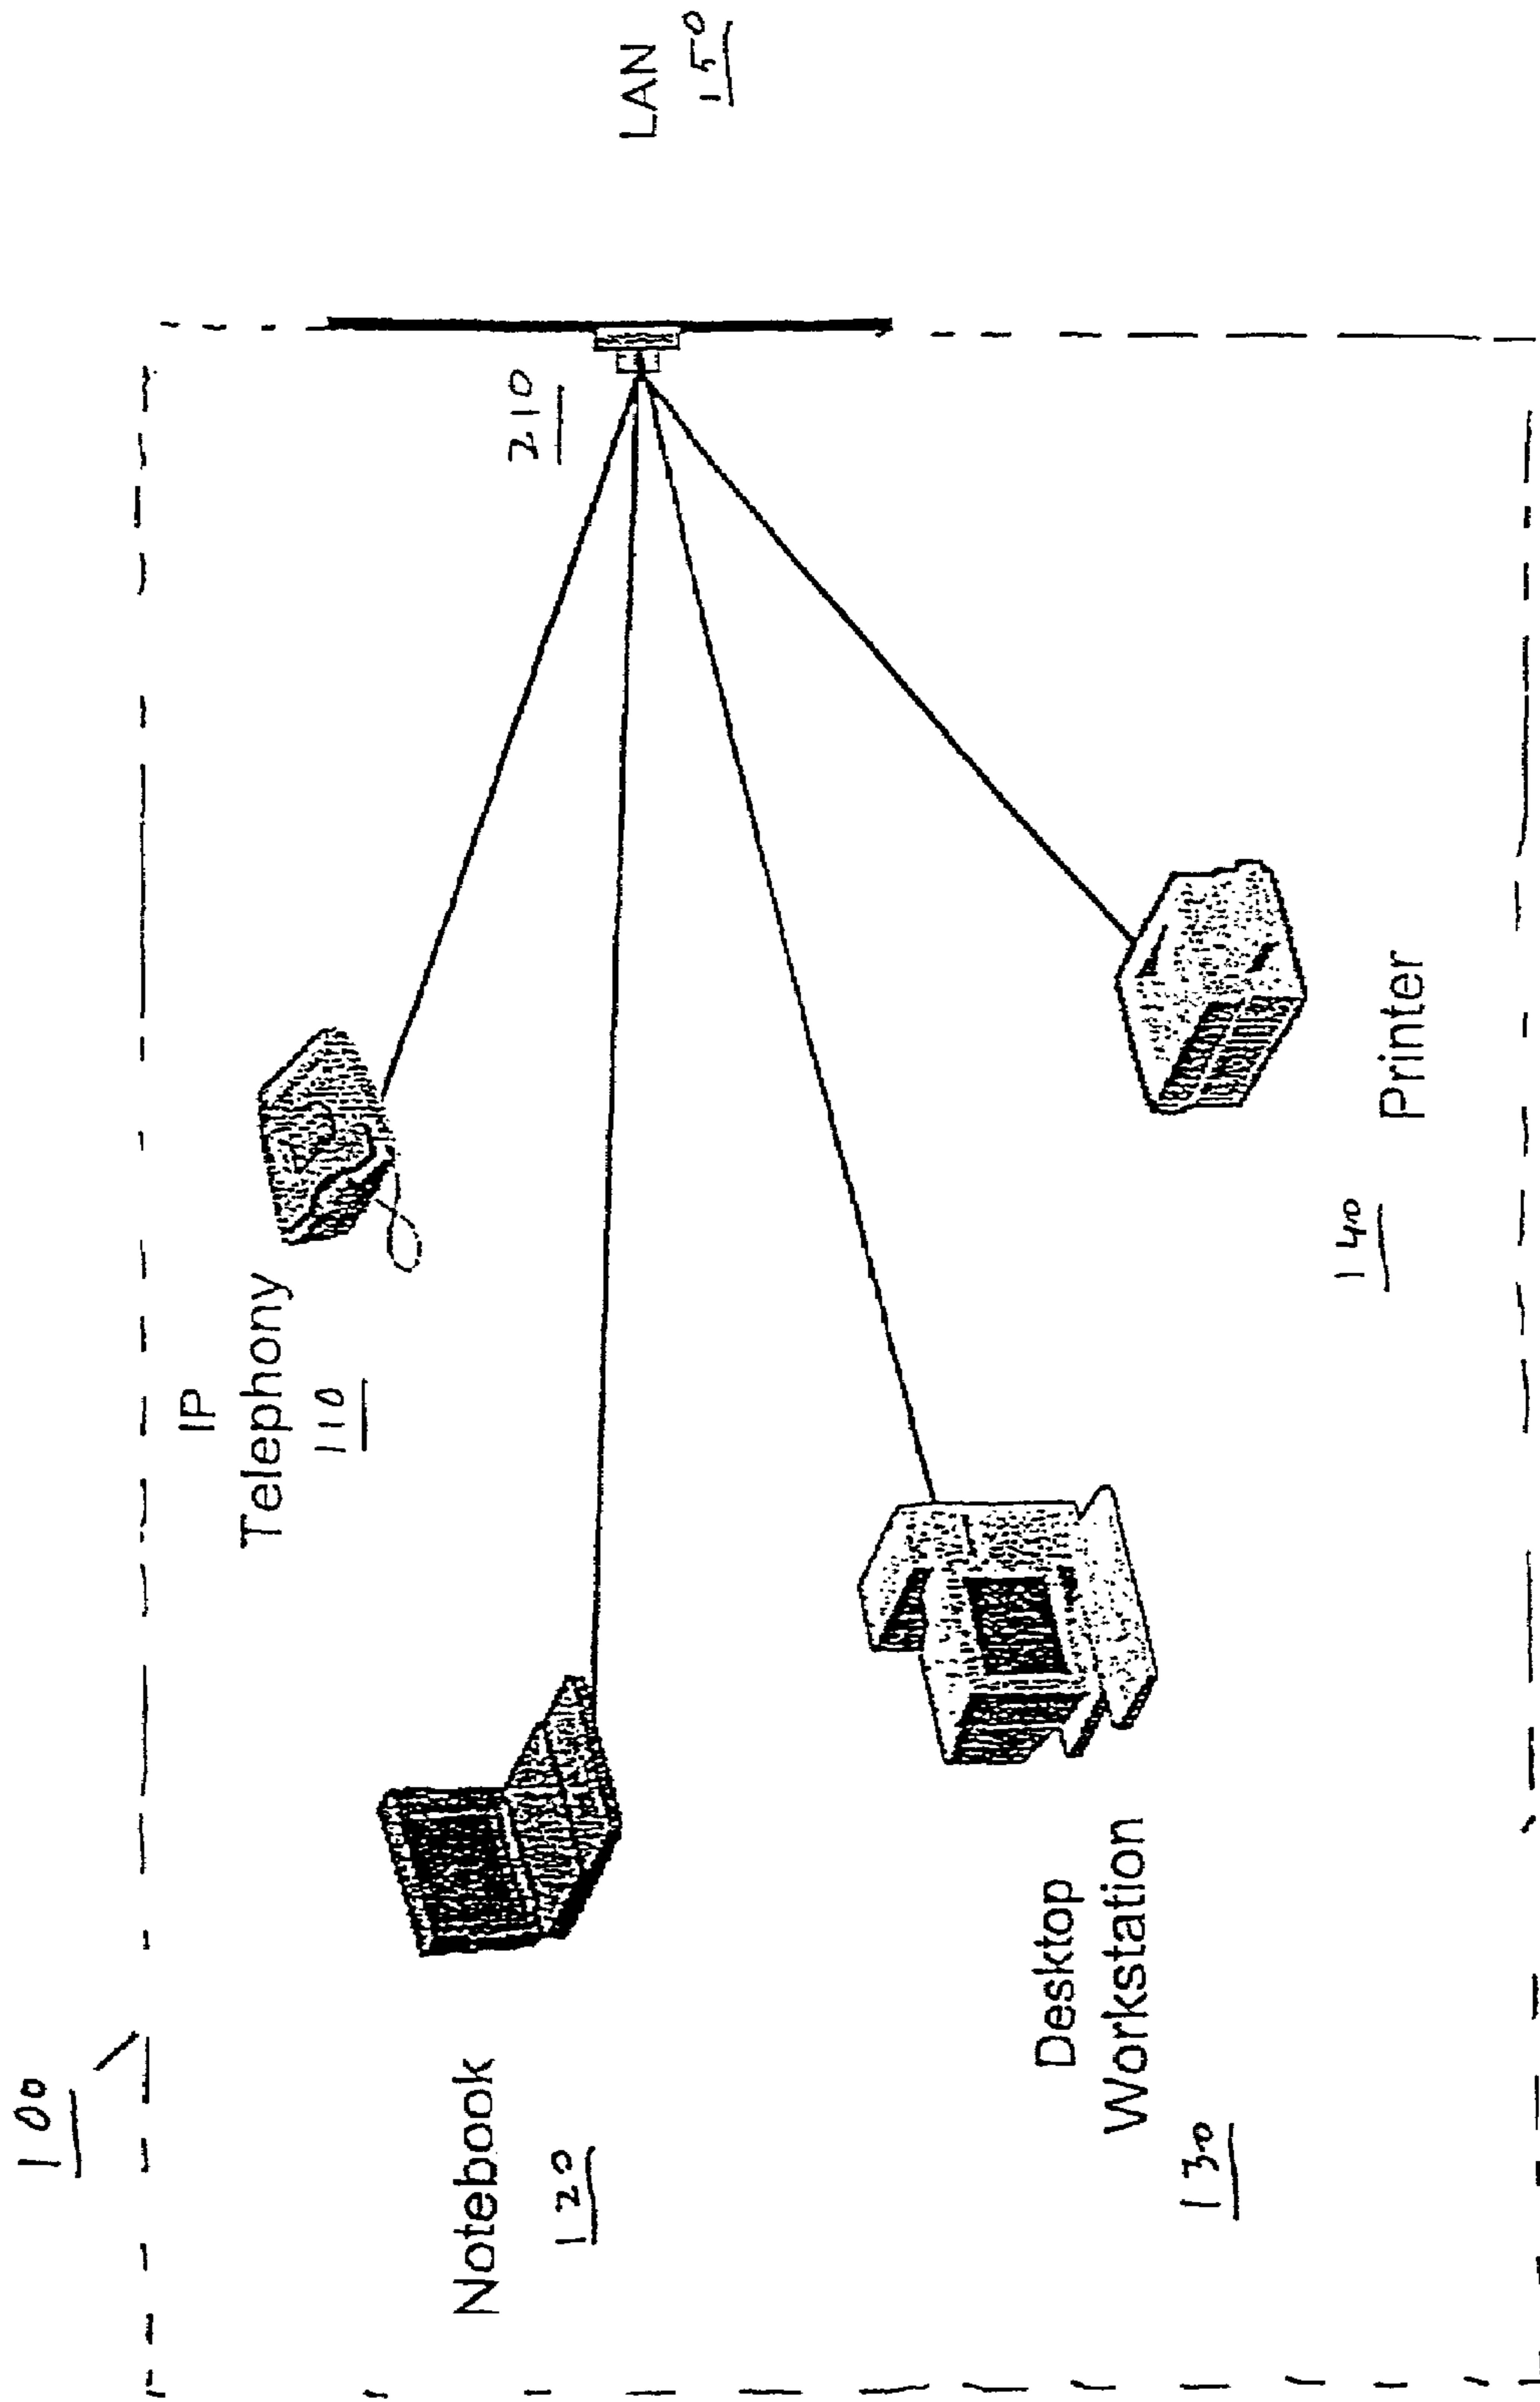 100
IP
Telephony
110
LAN
150
210
Notebook
120
Desktop
Workstation
130
140
Printer